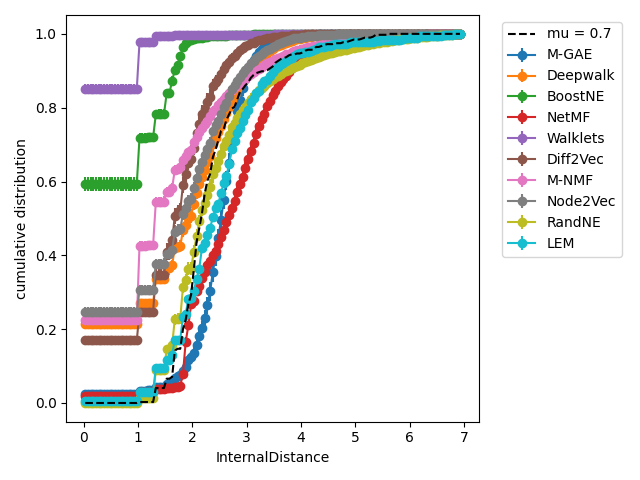 1.0
0.8
0.6
0.4
0.2
0.0
cumulative distribution
0 1 2 3 4 5 6 7
InternalDistance
mu = 0.7
M-GAE
Deepwalk
BoostNE
NetMF
Walklets
Diff2Vec
M-NMF
Node2Vec
RandNE
LEM